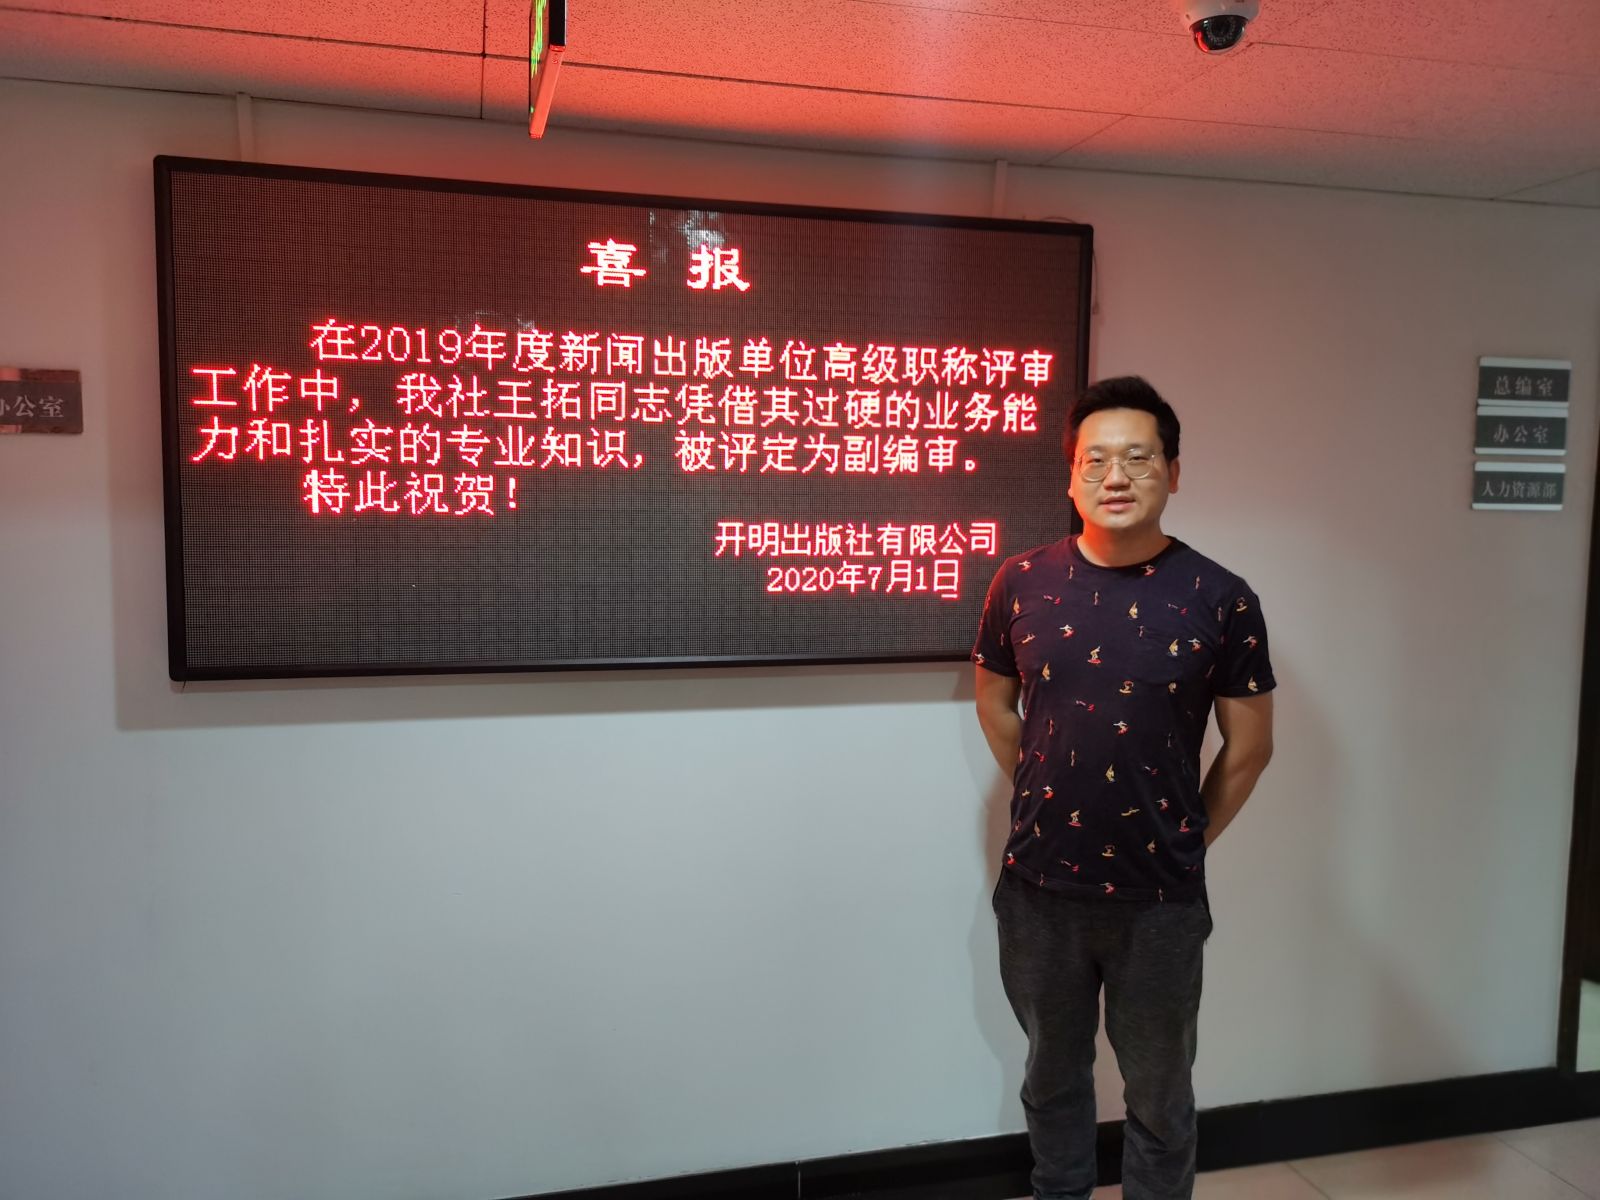 喜 报
在2019年度新闻出版单位高级职称评审
工作中，我社王拓同志凭借其过硬的业务能
力和扎实的专业知识，被评定为副编审。
特此祝贺！
开明出版社有限公司
2020年7月1日
办公室
总编室
办公室
人力资源部